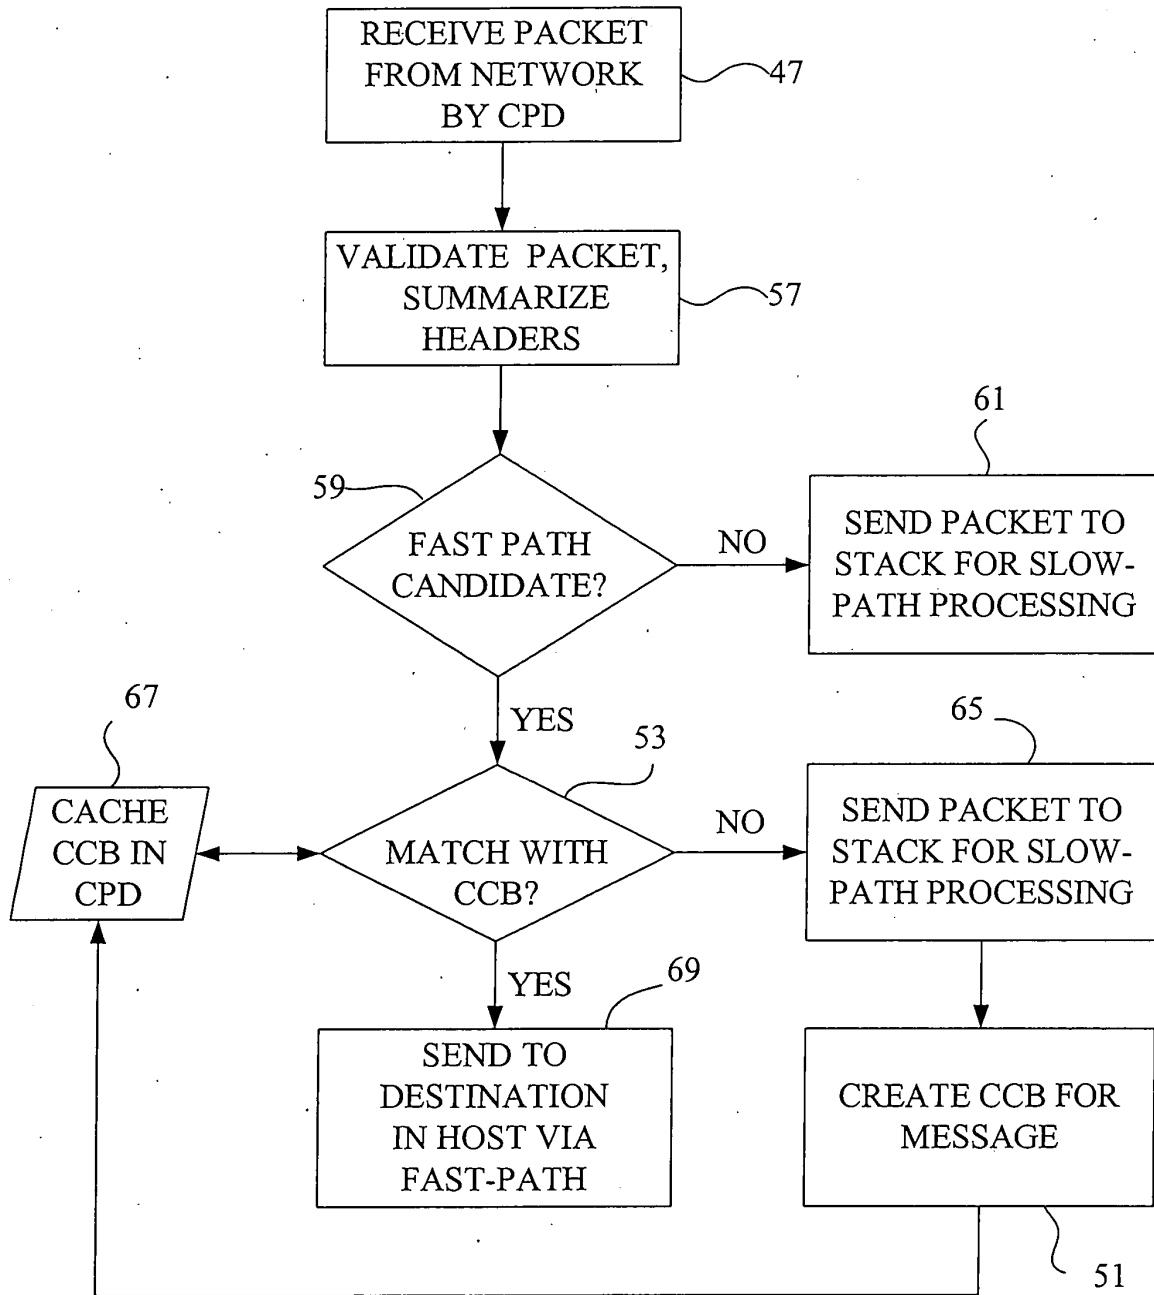 RECEIVE PACKET
FROM NETWORK
BY CPD
47
VALIDATE PACKET,
SUMMARIZE
HEADERS
57
59
FAST PATH
CANDIDATE?
NO
61
SEND PACKET TO
STACK FOR SLOW-
PATH PROCESSING
YES
67
CACHE
CCB IN
CPD
53
MATCH WITH
CCB?
NO
65
SEND PACKET TO
STACK FOR SLOW-
PATH PROCESSING
YES
69
SEND TO
DESTINATION
IN HOST VIA
FAST-PATH
CREATE CCB FOR
MESSAGE
51